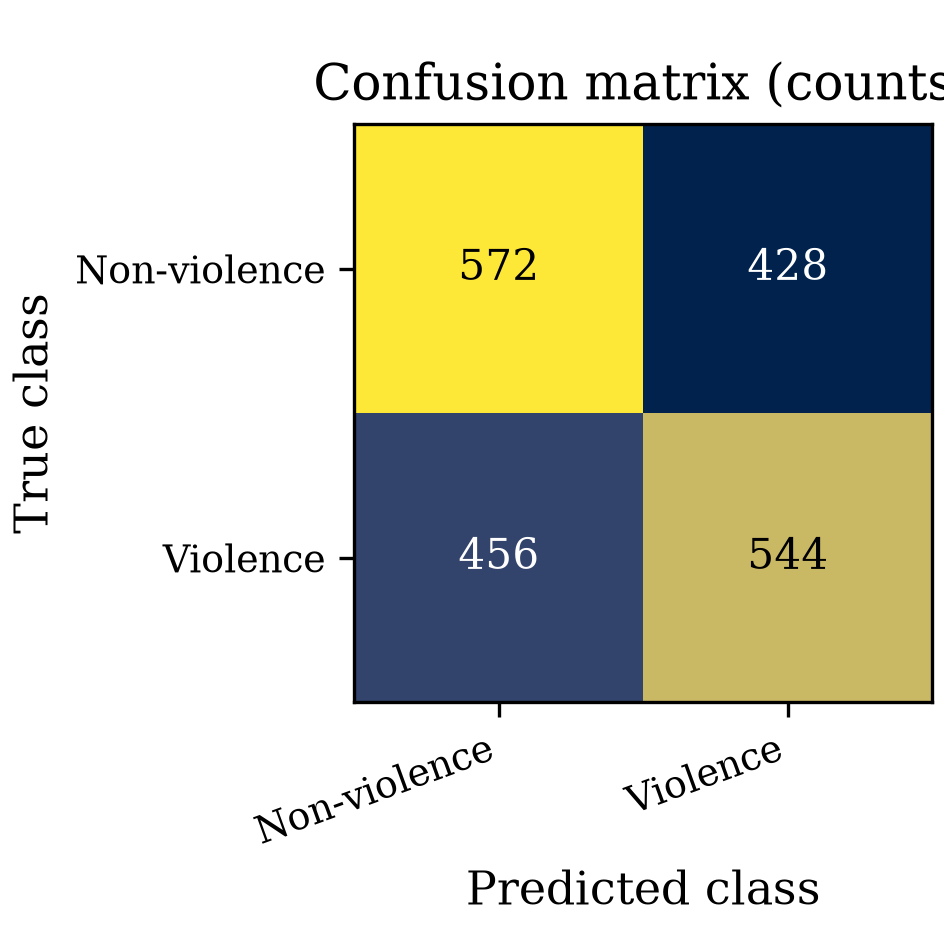 Confusion matrix (counts
True class
Non-violence
572
428
Violence
456
544
Non-violence
Violence
Predicted class